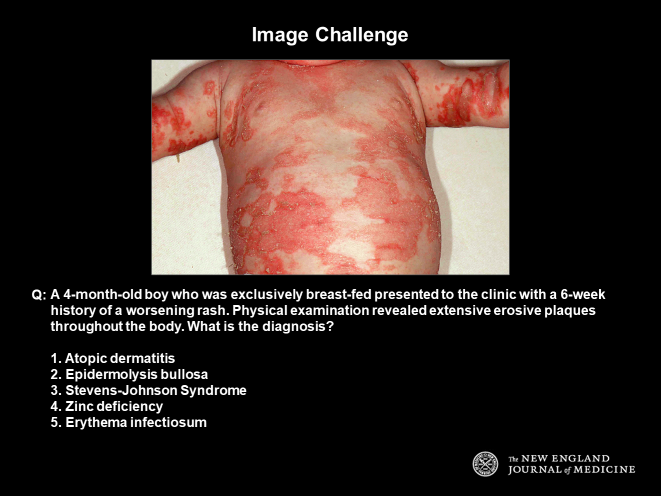 Image Challenge
Q: A 4-month-old boy who was exclusively breast-fed presented to the clinic with a 6-week
history of a worsening rash. Physical examination revealed extensive erosive plaques
throughout the body. What is the diagnosis?
1. Atopic dermatitis
2. Epidermolysis bullosa
3. Stevens-Johnson Syndrome
4. Zinc deficiency
5. Erythema infectiosum
The NEW ENGLAND
JOURNAL of MEDICINE